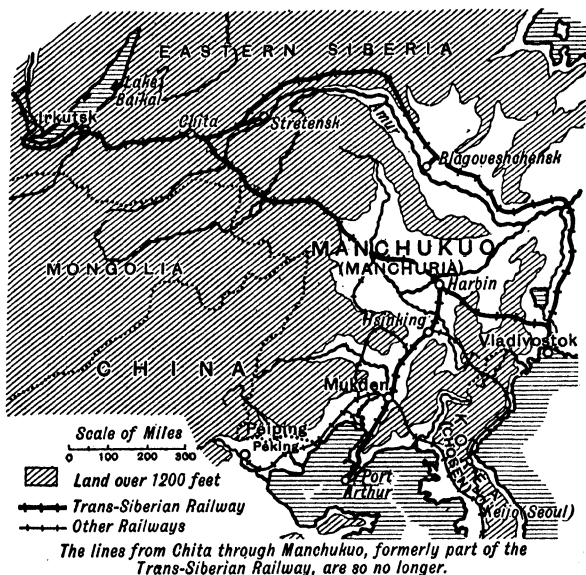 EASTERN SIBERIA
Lake
Baikal
Irkutsk
Chita
Stretensk
mur
Blagoveshchensk
MANCHUKUO
(MANCHURIA)
MONGOLIA
Harbin
Hsinking
Vladivostok
CHINA
Mukden
KOREA
(CHOSEN)
Peiping
Peking
Port
Arthur
Keijo (Seoul)
Scale of Miles
0 100 200 300
Land over 1200 feet
Trans-Siberian Railway
Other Railways
The lines from Chita through Manchukuo, formerly part of the
Trans-Siberian Railway, are so no longer.